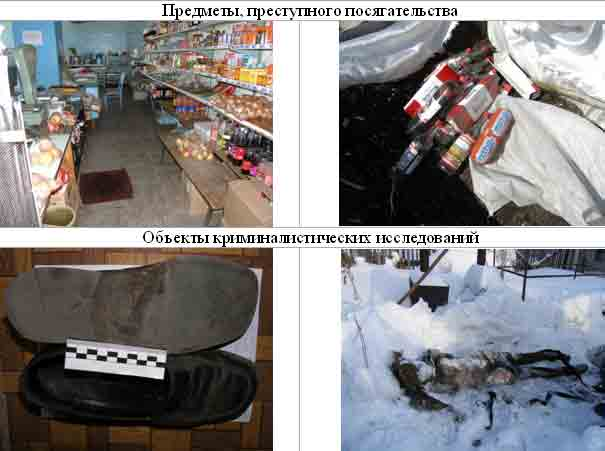 Предметы, преступного посягательства
Объекты криминалистических исследований